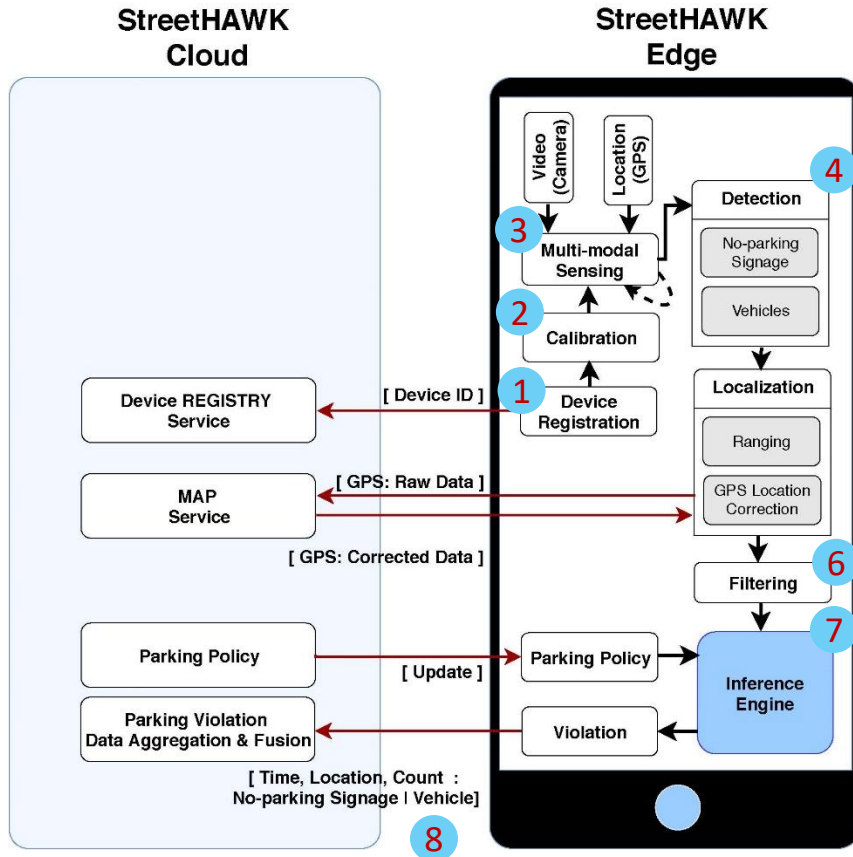 StreetHAWK
Cloud
StreetHAWK
Edge
Video
(Camera)
Location
(GPS)
4
Detection
No-parking
Signage
Vehicles
3
Multi-modal
Sensing
2
Calibration
1
Device
Registration
[ Device ID ]
Device REGISTRY
Service
Localization
Ranging
GPS Location
Correction
[ GPS: Raw Data ]
MAP
Service
[ GPS: Corrected Data ]
6
Filtering
7
Inference
Engine
Parking Policy
[ Update ]
Parking Policy
Parking Violation
Data Aggregation & Fusion
Violation
[ Time, Location, Count :
No-parking Signage | Vehicle]
8